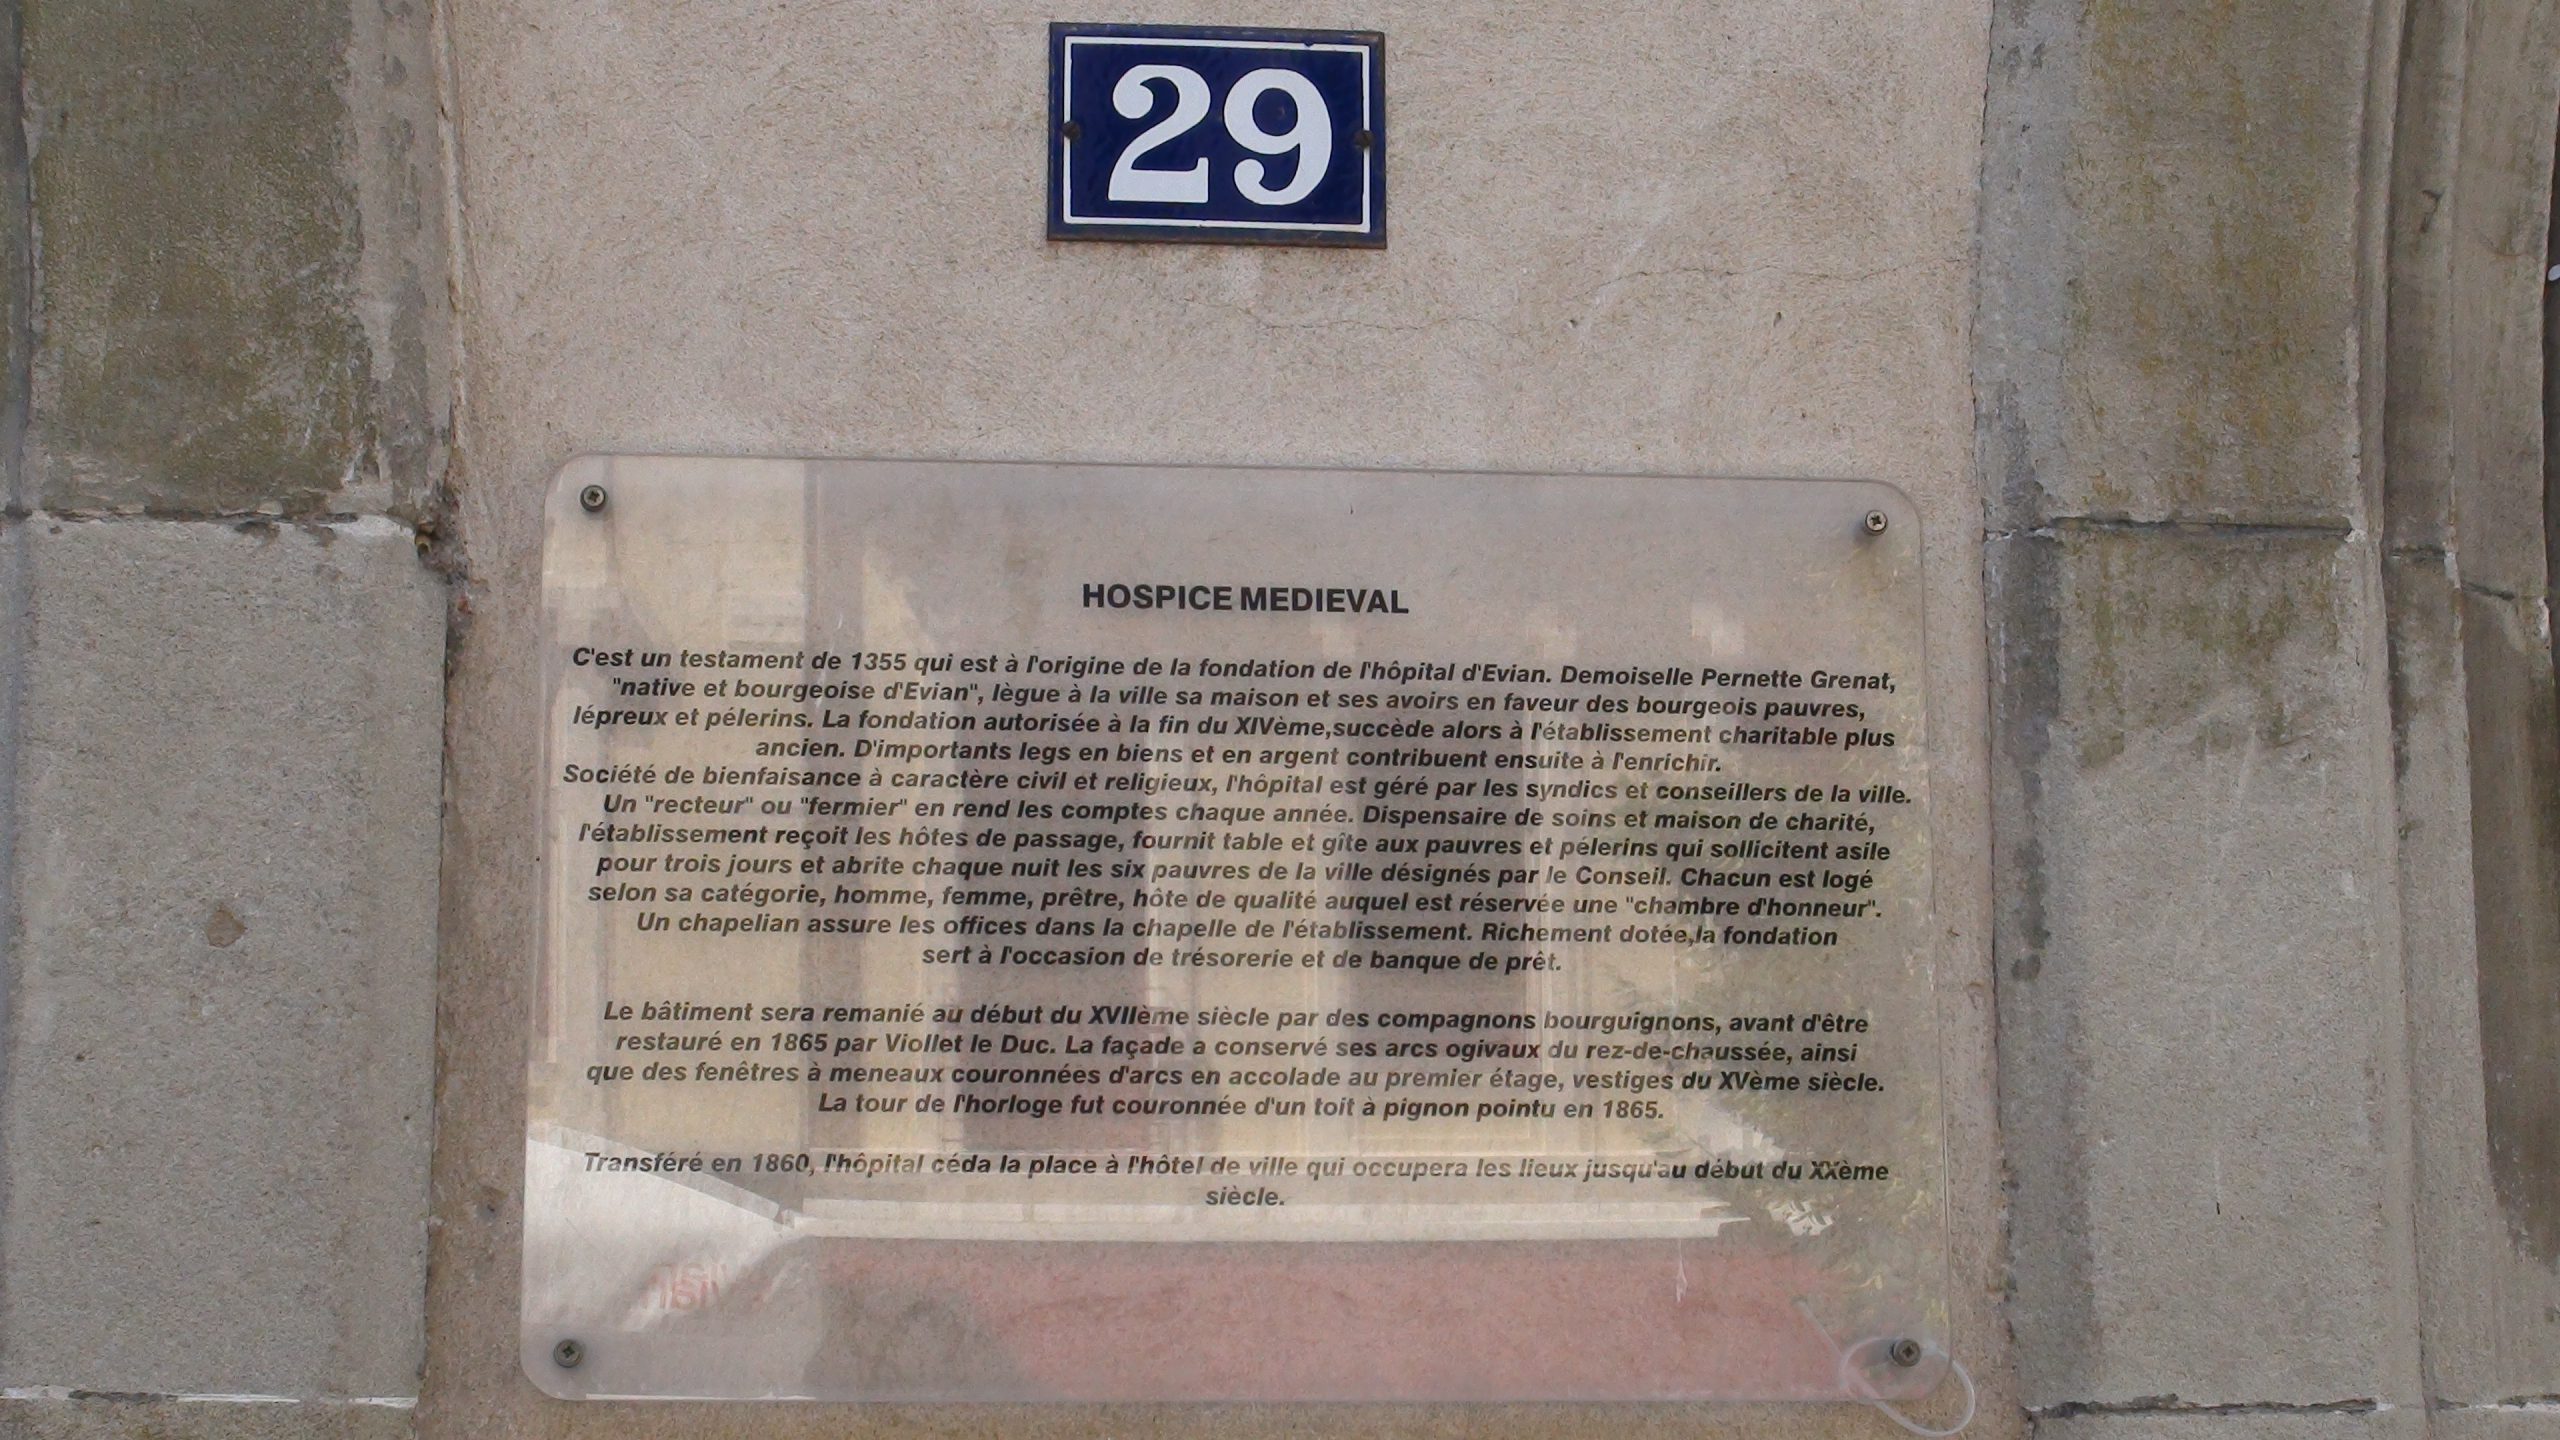 29
HOSPICE MEDIEVAL
C'est un testament de 1355 qui est à l'origine de la fondation de l'hôpital d'Evian. Demoiselle Pernette Grenat,
"native et bourgeoise d'Evian", lègue à la ville sa maison et ses avoirs en faveur des bourgeois pauvres,
lépreux et pélerins. La fondation autorisée à la fin du XIVème,succède alors à l'établissement charitable plus
ancien. D'importants legs en biens et en argent contribuent ensuite à l'enrichir.
Société de bienfaisance à caractère civil et religieux, l'hôpital est géré par les syndics et conseillers de la ville.
Un "recteur" ou "fermier" en rend les comptes chaque année. Dispensaire de soins et maison de charité,
l'établissement reçoit les hôtes de passage, fournit table et gîte aux pauvres et pélerins qui sollicitent asile
pour trois jours et abrite chaque nuit les six pauvres de la ville désignés par le Conseil. Chacun est logé
selon sa catégorie, homme, femme, prêtre, hôte de qualité auquel est réservée une "chambre d'honneur".
Un chapelian assure les offices dans la chapelle de l'établissement. Richement dotée,la fondation
sert à l'occasion de trésorerie et de banque de prêt.
Le bâtiment sera remanié au début du XVIIème siècle par des compagnons bourguignons, avant d'être
restauré en 1865 par Viollet le Duc. La façade a conservé ses arcs ogivaux du rez-de-chaussée, ainsi
que des fenêtres à meneaux couronnées d'arcs en accolade au premier étage, vestiges du XVème siècle.
La tour de l'horloge fut couronnée d'un toit à pignon pointu en 1865.
Transféré en 1860, l'hôpital céda la place à l'hôtel de ville qui occupera les lieux jusqu'au début du XXème
siècle.